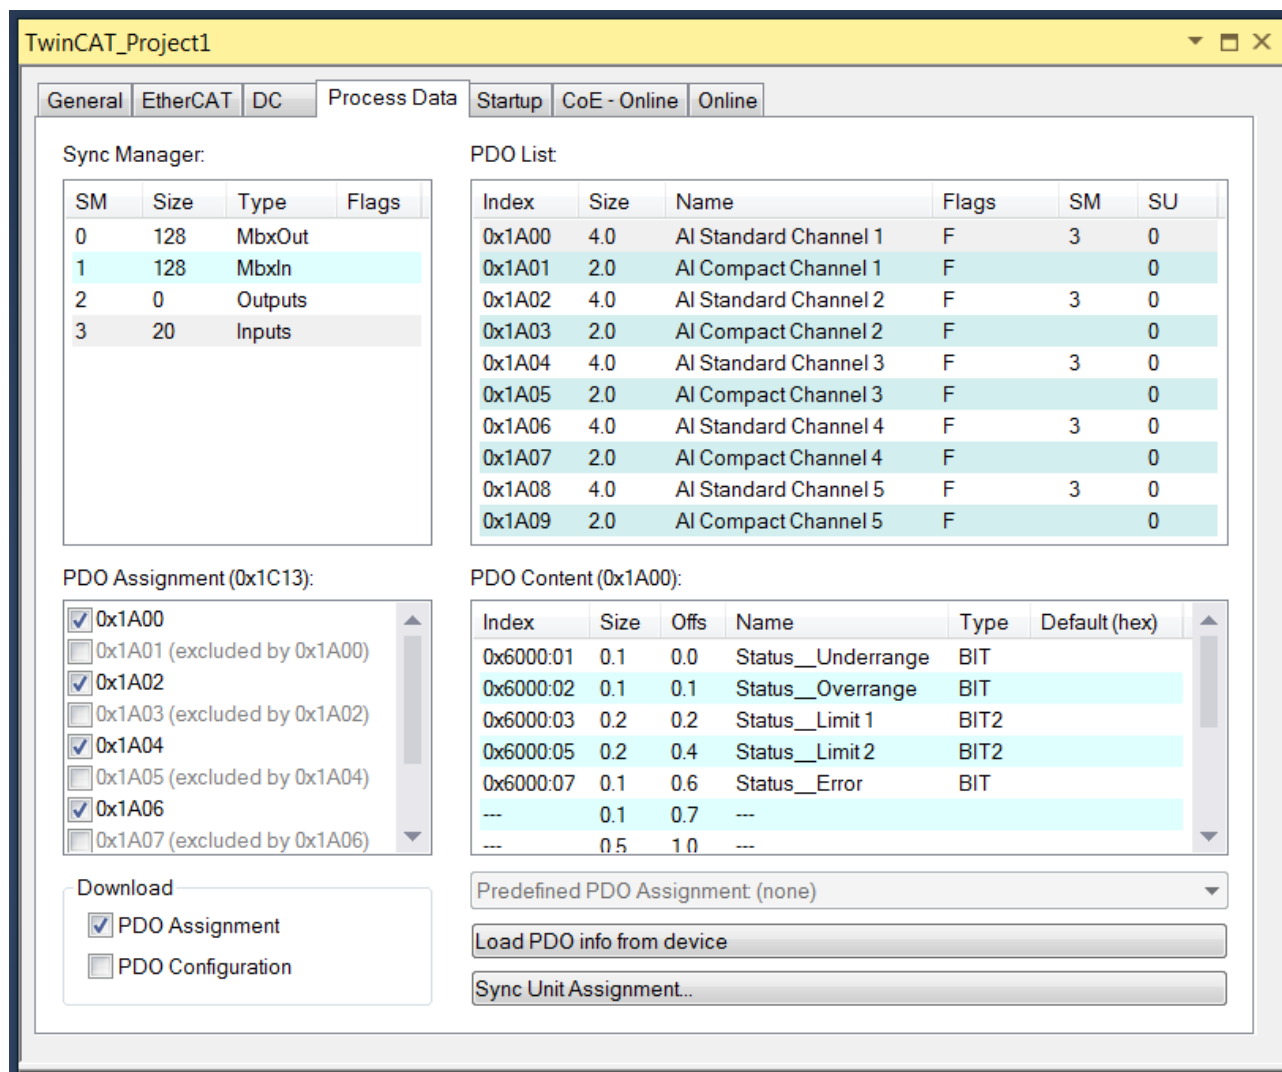 TwinCAT_Project1
General EtherCAT DC Process Data Startup CoE - Online Online
Sync Manager:
SM Size Type Flags
0 128 MbxOut
1 128 MbxIn
2 0 Outputs
3 20 Inputs
PDO List:
Index Size Name Flags SM SU
0x1A00 4.0 AI Standard Channel 1 F 3 0
0x1A01 2.0 AI Compact Channel 1 F 0
0x1A02 4.0 AI Standard Channel 2 F 3 0
0x1A03 2.0 AI Compact Channel 2 F 0
0x1A04 4.0 AI Standard Channel 3 F 3 0
0x1A05 2.0 AI Compact Channel 3 F 0
0x1A06 4.0 AI Standard Channel 4 F 3 0
0x1A07 2.0 AI Compact Channel 4 F 0
0x1A08 4.0 AI Standard Channel 5 F 3 0
0x1A09 2.0 AI Compact Channel 5 F 0
PDO Assignment (0x1C13):
0x1A00
0x1A01 (excluded by 0x1A00)
0x1A02
0x1A03 (excluded by 0x1A02)
0x1A04
0x1A05 (excluded by 0x1A04)
0x1A06
0x1A07 (excluded by 0x1A06)
PDO Content (0x1A00):
Index Size Offs Name Type Default (hex)
0x6000:01 0.1 0.0 Status__Underrange BIT
0x6000:02 0.1 0.1 Status__Overrange BIT
0x6000:03 0.2 0.2 Status__Limit 1 BIT2
0x6000:05 0.2 0.4 Status__Limit 2 BIT2
0x6000:07 0.1 0.6 Status__Error BIT
--- 0.1 0.7 ---
--- 0.5 1.0 ---
Download
PDO Assignment
PDO Configuration
Predefined PDO Assignment: (none)
Load PDO info from device
Sync Unit Assignment...